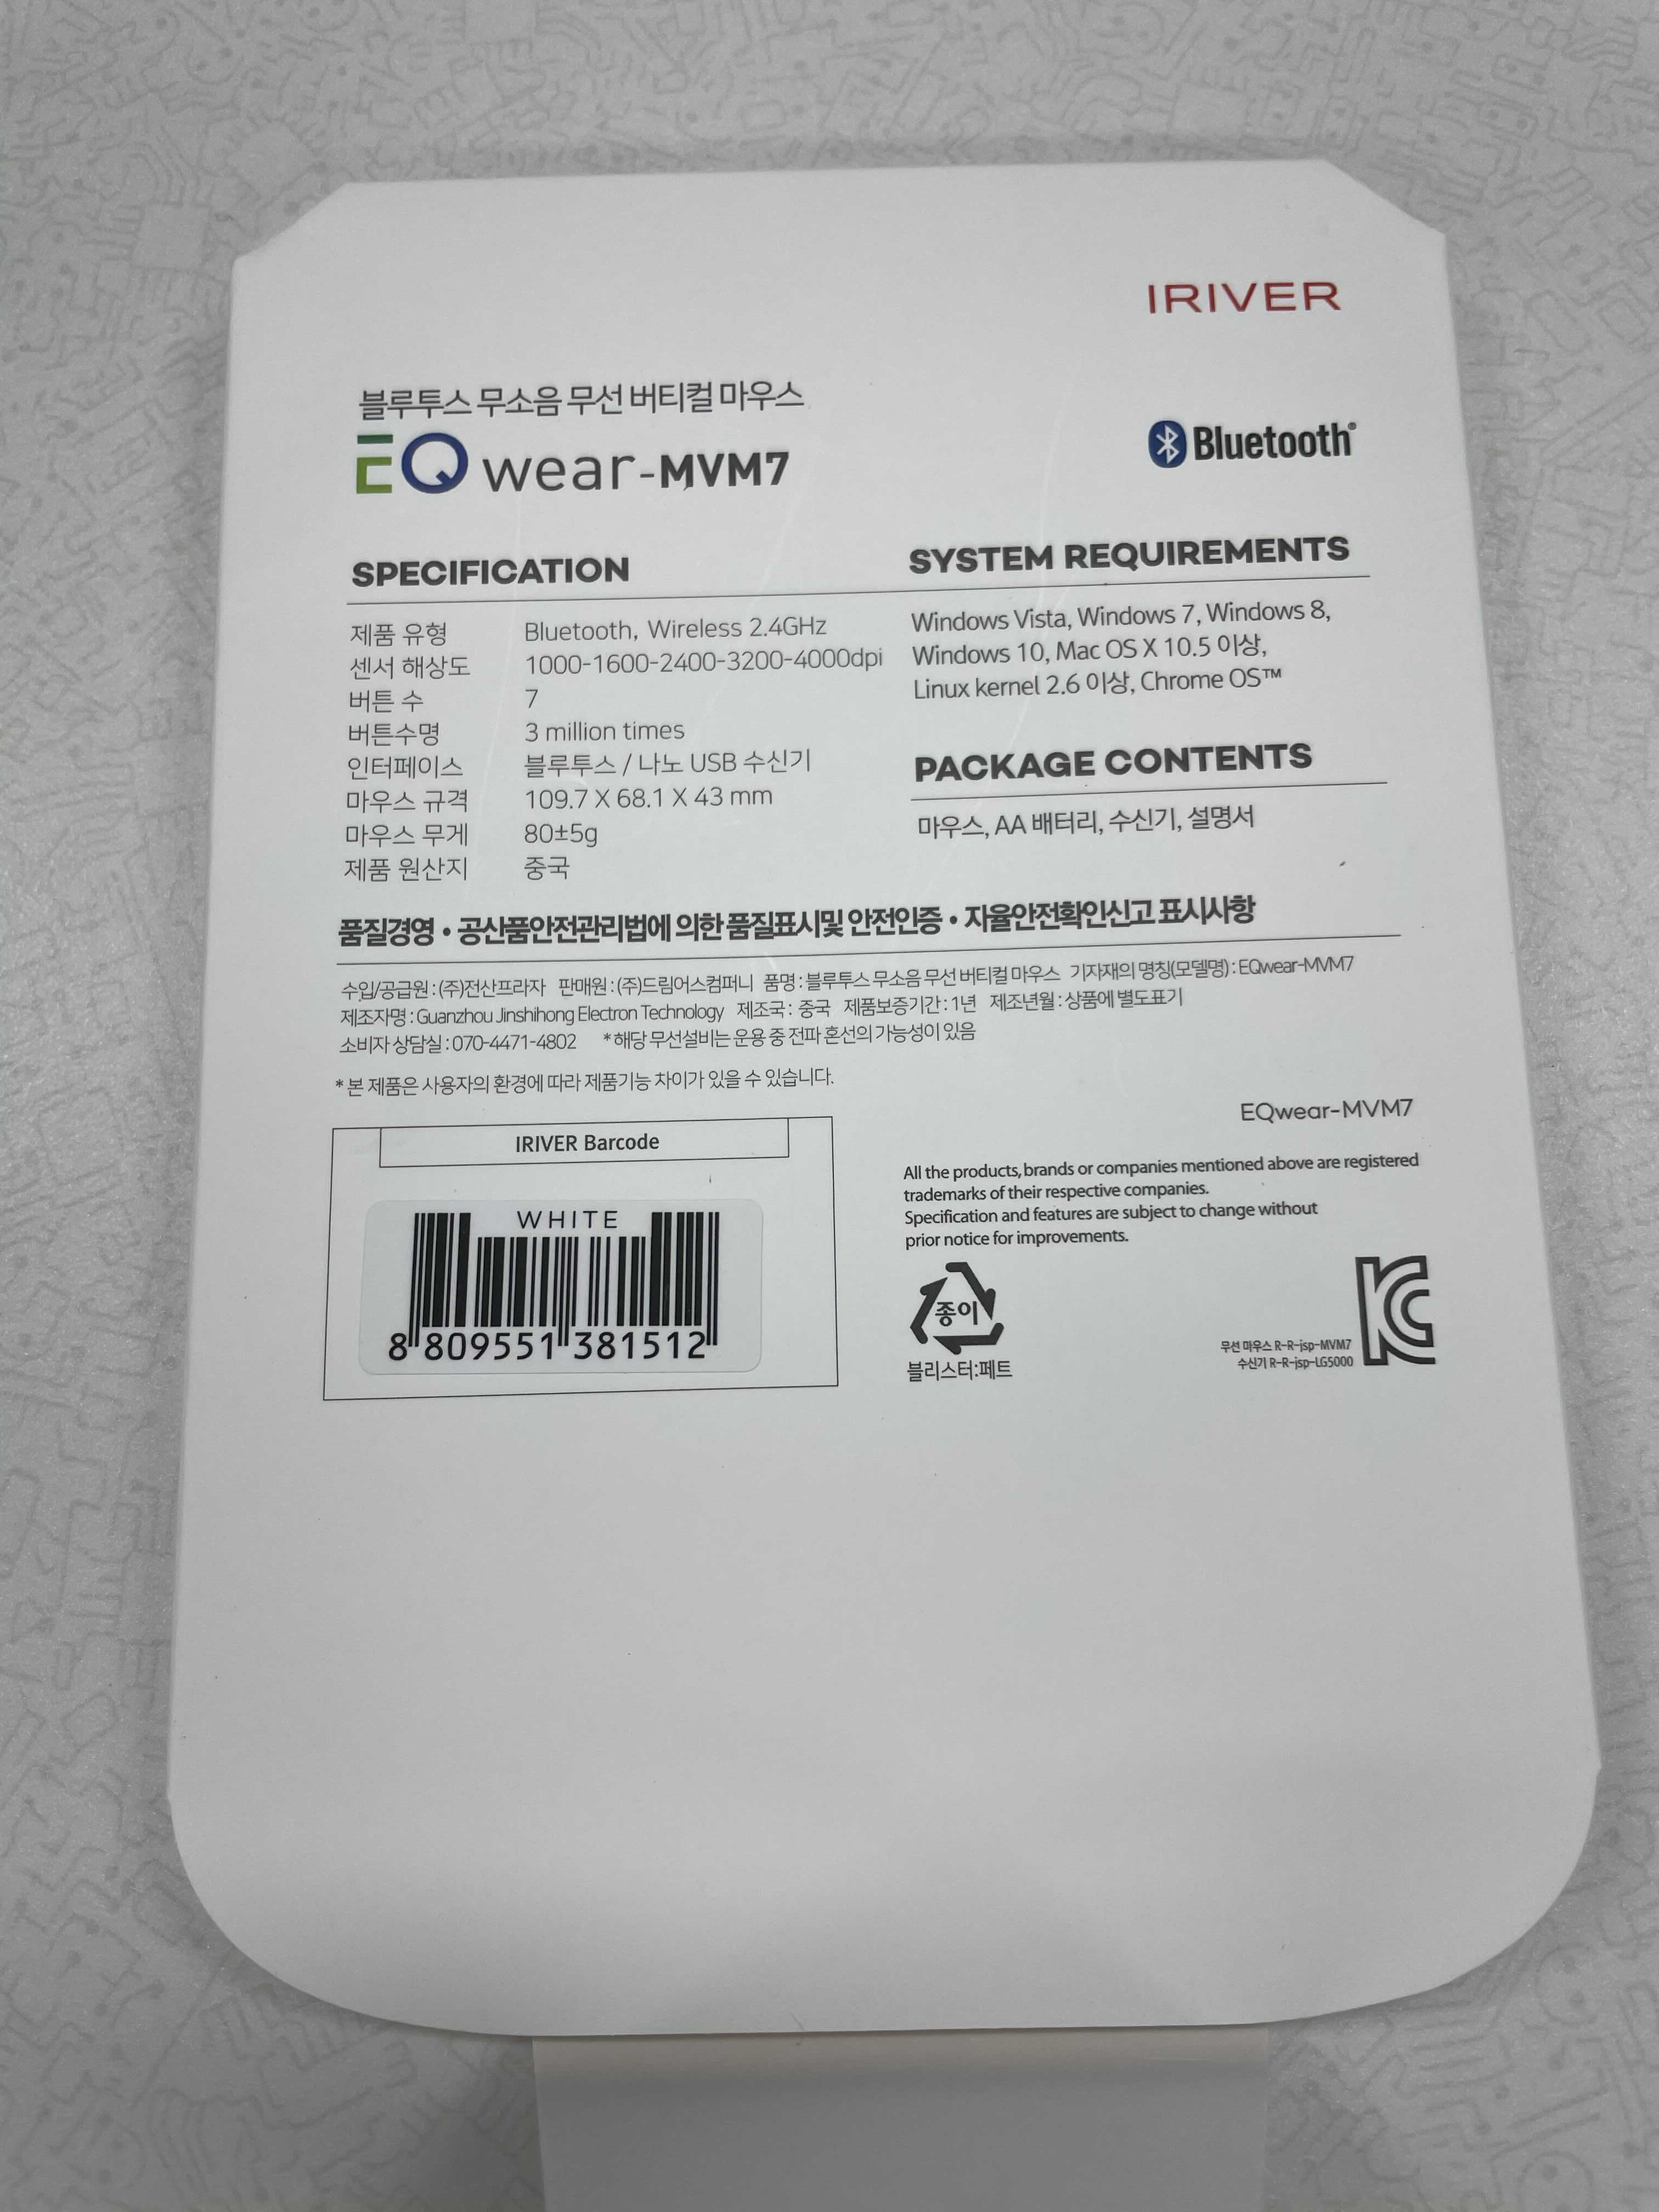 IRIVER
블루투스 무소음 무선 버티컬 마우스
EQ wear-MVM7
Bluetooth®
SPECIFICATION
제품 유형 Bluetooth, Wireless 2.4GHz
센서 해상도 1000-1600-2400-3200-4000dpi
버튼 수 7
버튼수명 3 million times
인터페이스 블루투스 / 나노 USB 수신기
마우스 규격 109.7 X 68.1 X 43 mm
마우스 무게 80±5g
제품 원산지 중국
SYSTEM REQUIREMENTS
Windows Vista, Windows 7, Windows 8,
Windows 10, Mac OS X 10.5 이상,
Linux kernel 2.6 이상, Chrome OS™
PACKAGE CONTENTS
마우스, AA 배터리, 수신기, 설명서
품질경영 • 공산품안전관리법에 의한 품질표시및 안전인증 • 자율안전확인신고 표시사항
수입/공급원 : (주)전산프라자 판매원 : (주)드림어스컴퍼니 품명 : 블루투스 무소음 무선 버티컬 마우스 기자재의 명칭(모델명) : EQwear-MVM7
제조자명 : Guanzhou Jinshihong Electron Technology 제조국 : 중국 제품보증기간 : 1년 제조년월 : 상품에 별도표기
소비자 상담실 : 070-4471-4802 * 해당 무선설비는 운용 중 전파 혼선의 가능성이 있음
* 본 제품은 사용자의 환경에 따라 제품기능 차이가 있을 수 있습니다.
IRIVER Barcode
WHITE
8 809551 381512
EQwear-MVM7
All the products, brands or companies mentioned above are registered
trademarks of their respective companies.
Specification and features are subject to change without
prior notice for improvements.
종이
블리스터:페트
무선 마우스 R-R-jsp-MVM7
수신기 R-R-jsp-LG5000
KC